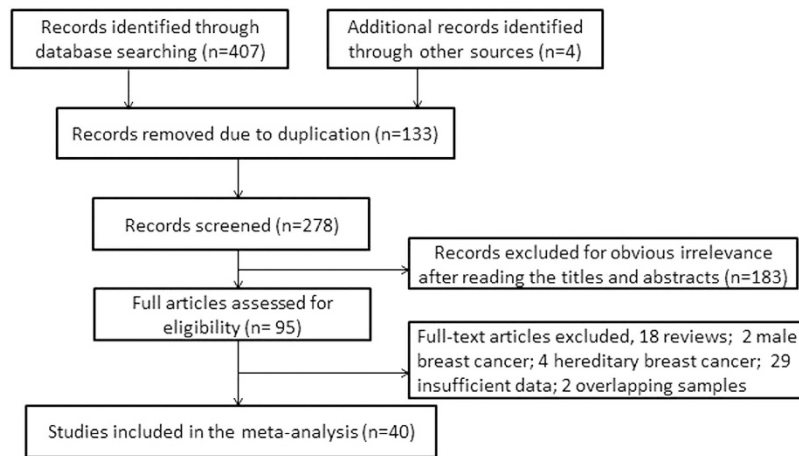 Records identified through
database searching (n=407)
Additional records identified
through other sources (n=4)
Records removed due to duplication (n=133)
Records screened (n=278)
Records excluded for obvious irrelevance
after reading the titles and abstracts (n=183)
Full articles assessed for
eligibility (n= 95)
Full-text articles excluded, 18 reviews; 2 male
breast cancer; 4 hereditary breast cancer; 29
insufficient data; 2 overlapping samples
Studies included in the meta-analysis (n=40)